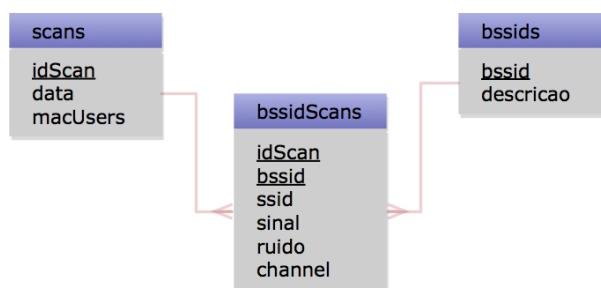 scans
idScan
data
macUsers
bssidScans
idScan
bssid
ssid
sinal
ruido
channel
bssids
bssid
descricao